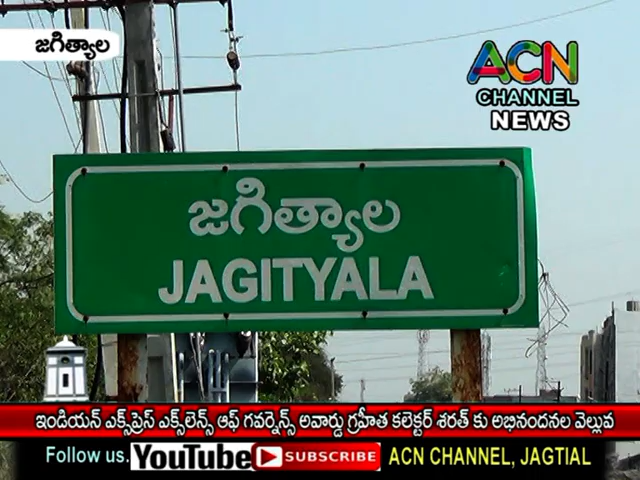 జగిత్యాల
ACN
CHANNEL
NEWS
జగిత్యాల
JAGITYALA
ఇండియన్ ఎక్స్‌ప్రెస్ ఎక్స్‌లెన్స్ ఆఫ్ గవర్నెన్స్ అవార్డు గ్రహీత కలెక్టర్ శరత్ కు అభినందనల వెల్లువ
Follow us. YouTube SUBSCRIBE ACN CHANNEL, JAGTIAL